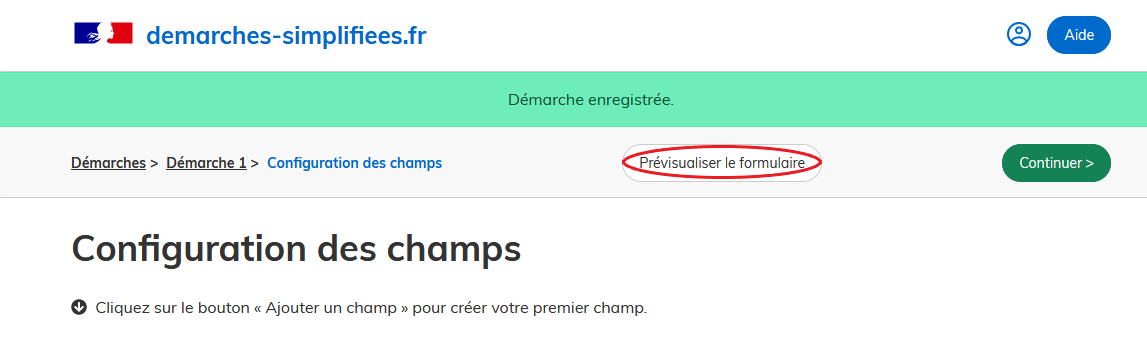 demarches-simplifiees.fr
Aide
Démarche enregistrée.
Démarches > Démarche 1 > Configuration des champs
Prévisualiser le formulaire
Continuer >
Configuration des champs
Cliquez sur le bouton « Ajouter un champ » pour créer votre premier champ.